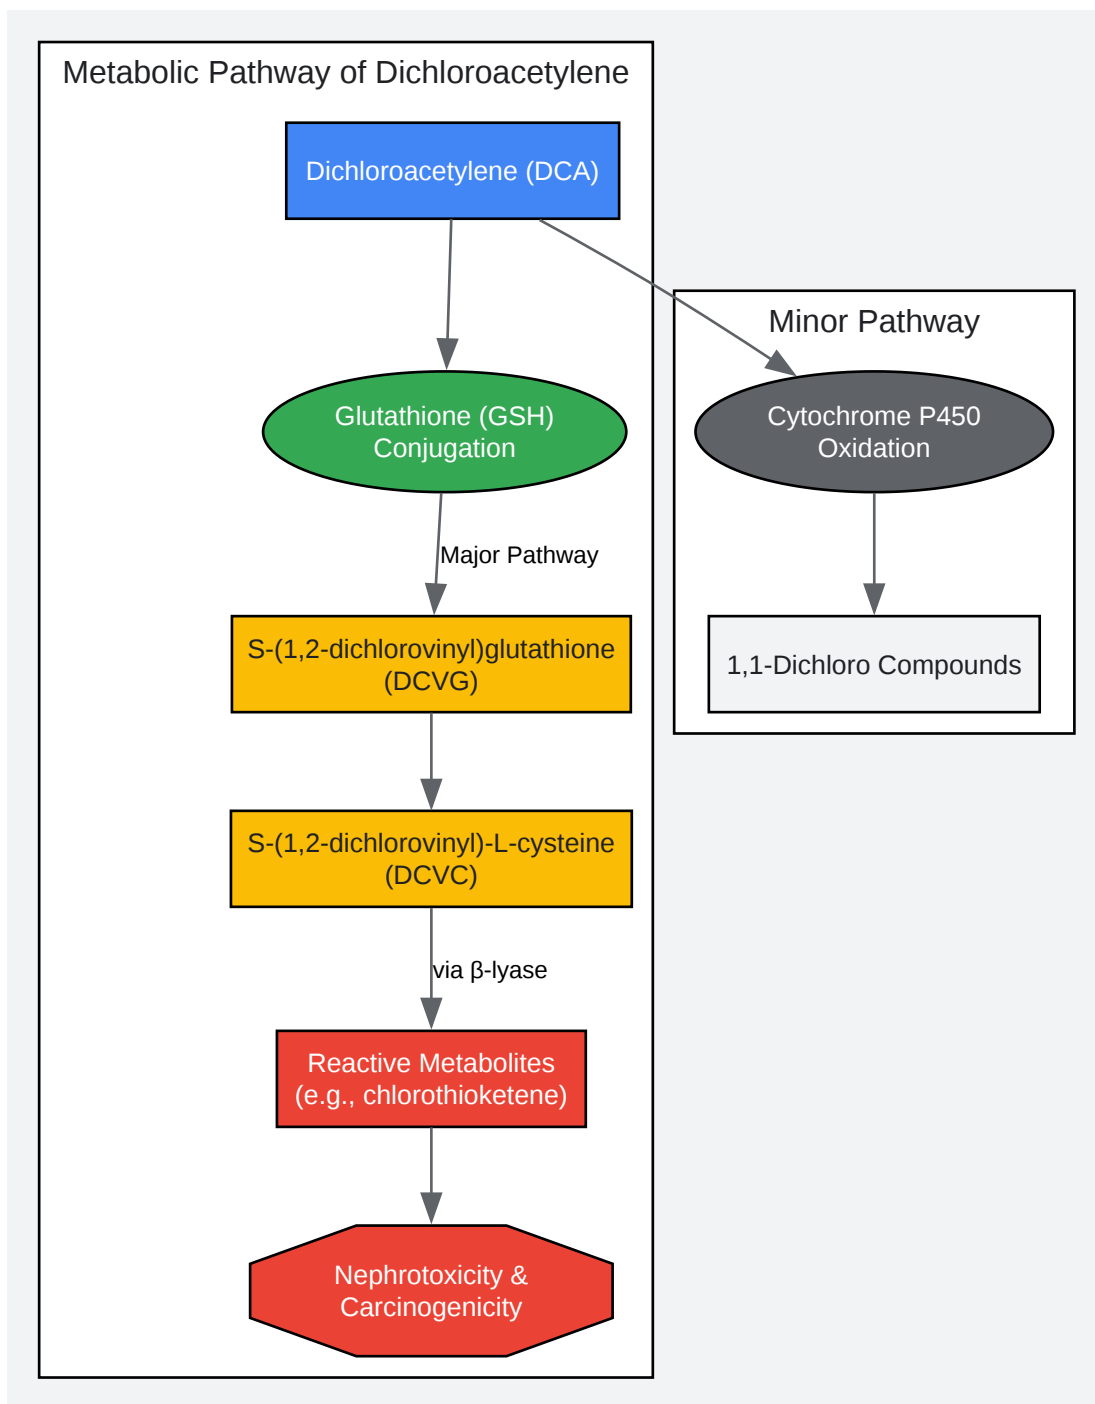 Metabolic Pathway of Dichloroacetylene
Dichloroacetylene (DCA)
Minor Pathway
Glutathione (GSH)
Conjugation
Cytochrome P450
Oxidation
Major Pathway
S-(1,2-dichlorovinyl)glutathione
(DCVG)
1,1-Dichloro Compounds
S-(1,2-dichlorovinyl)-L-cysteine
(DCVC)
via β-lyase
Reactive Metabolites
(e.g., chlorothioketene)
Nephrotoxicity &
Carcinogenicity